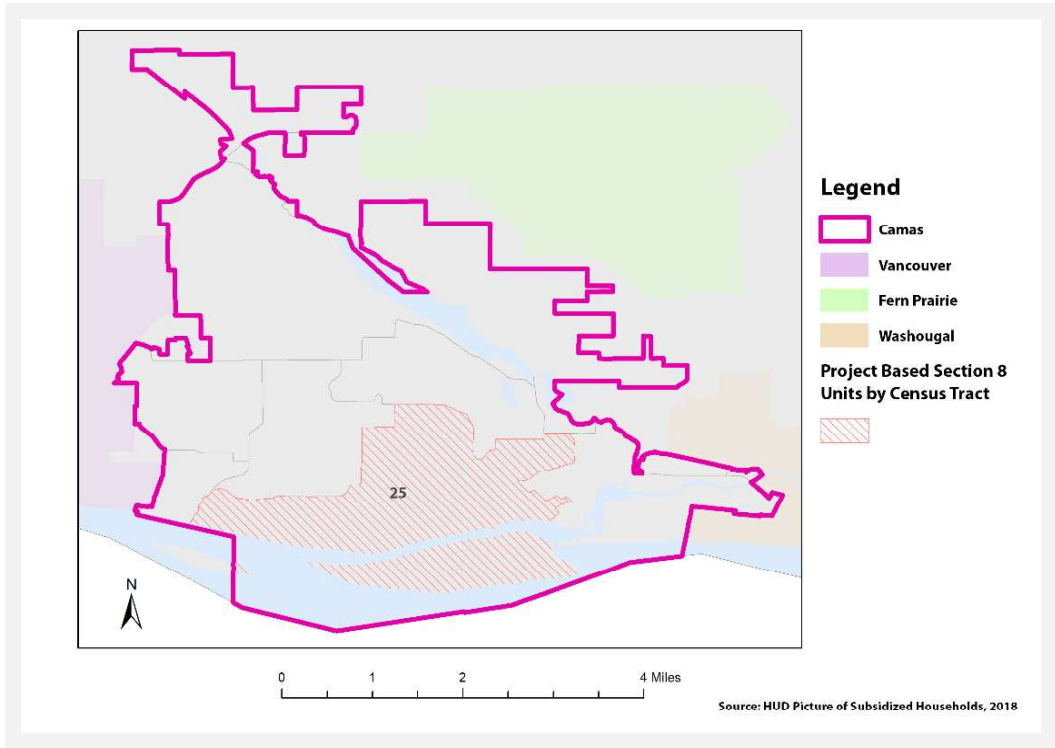 Legend
Camas
Vancouver
Fern Prairie
Washougal
Project Based Section 8
Units by Census Tract
25
N
0 1 2 4 Miles
Source: HUD Picture of Subsidized Households, 2018